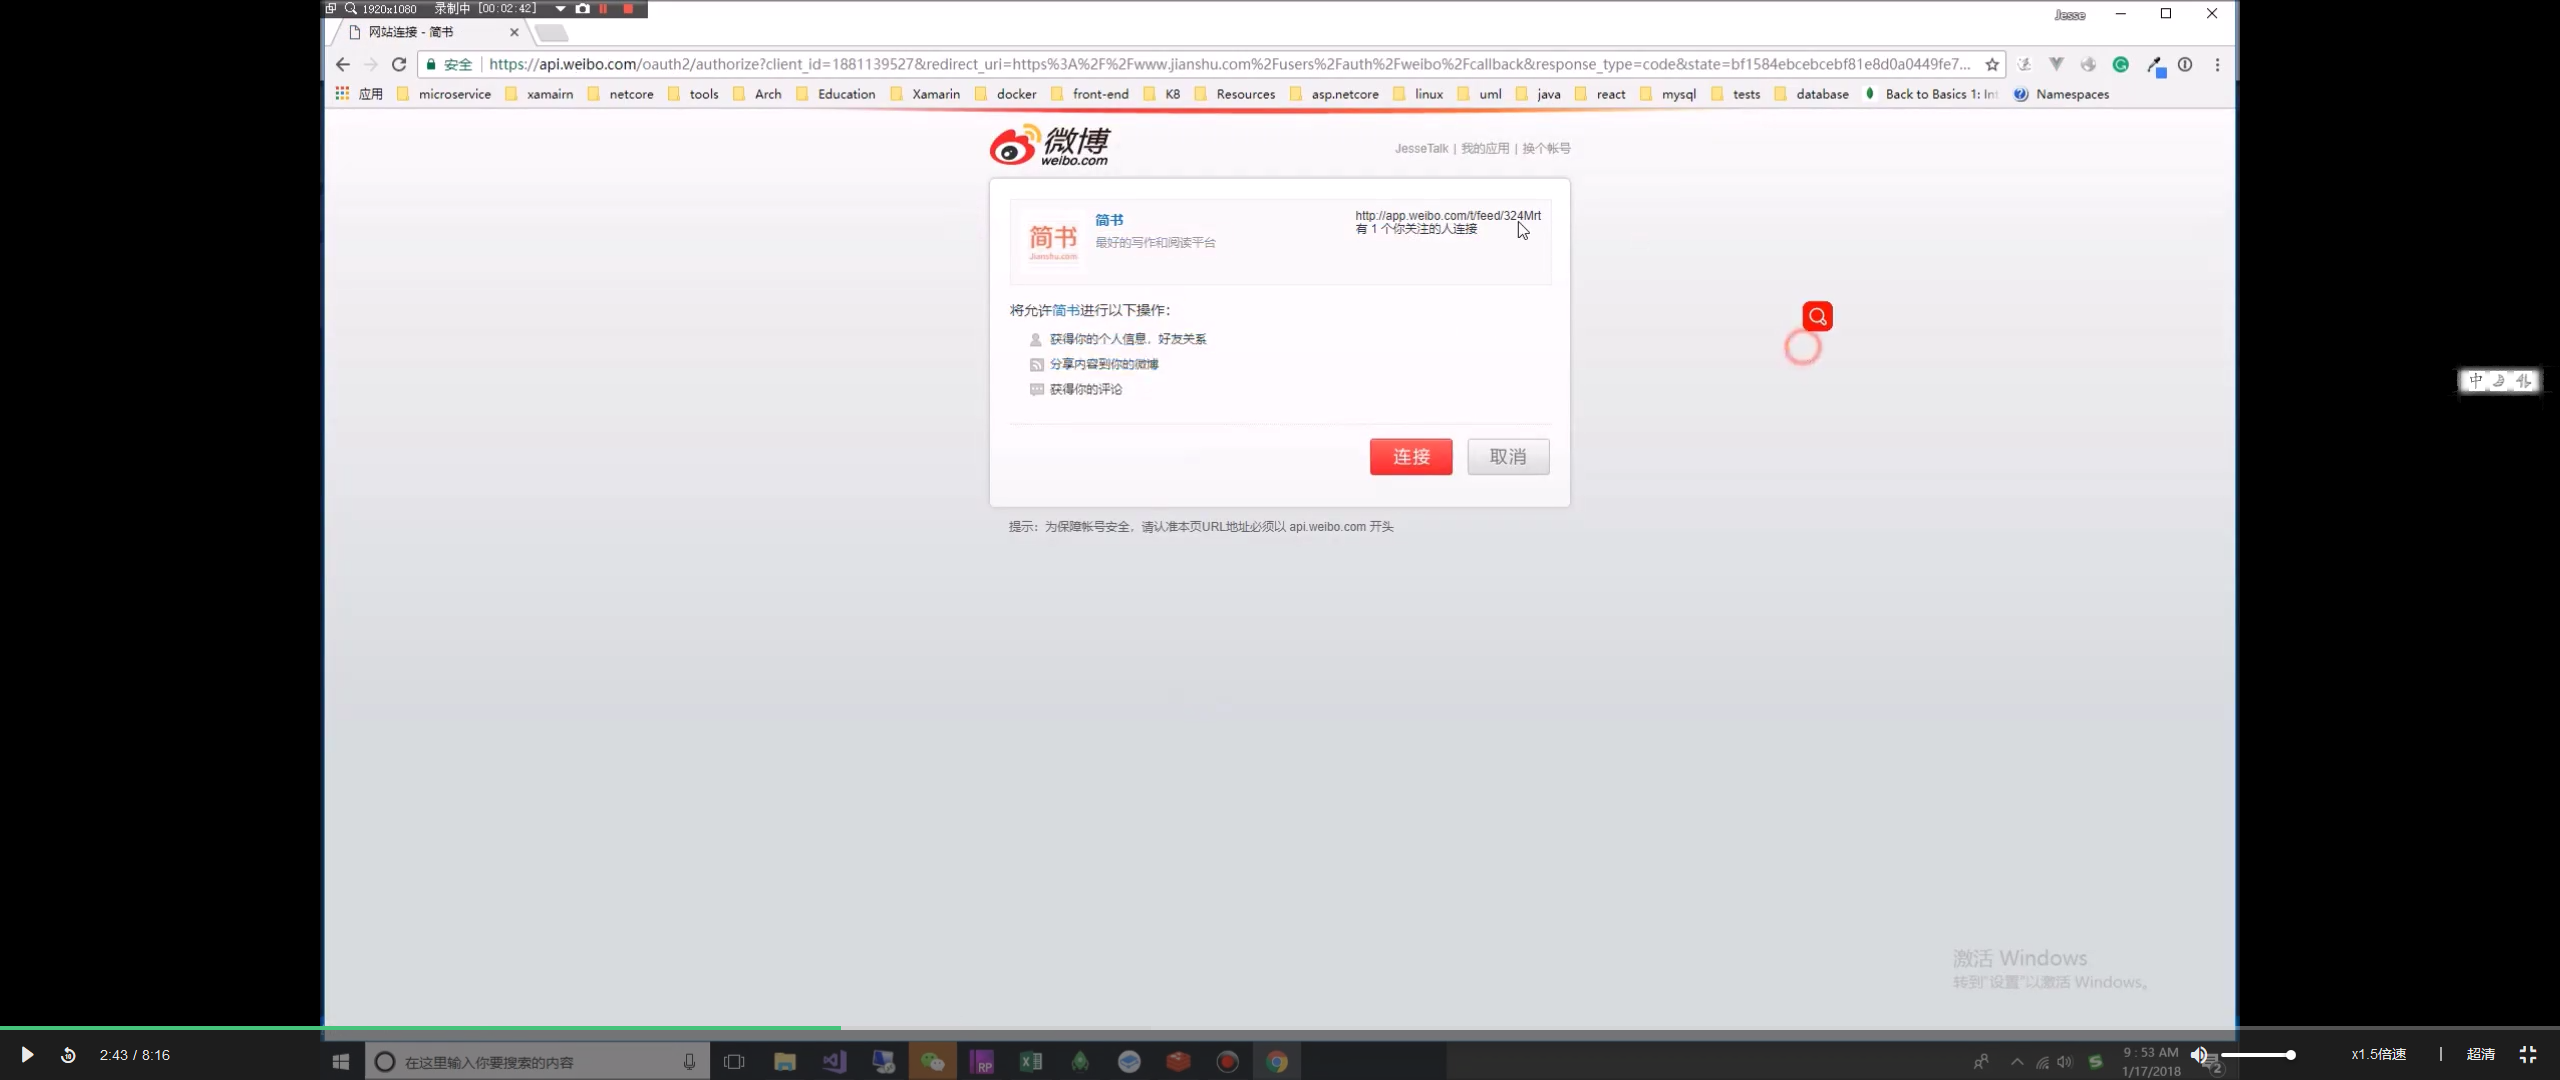 1920x1080 录制中 [00:02:42]
网站连接 - 简书
Jesse
安全 https://api.weibo.com/oauth2/authorize?client_id=1881139527&redirect_uri=https%3A%2F%2Fwww.jianshu.com%2Fusers%2Fauth%2Fweibo%2Fcallback&response_type=code&state=bf1584ebcebcebf81e8d0a0449fe7...
应用 microservice xamairn netcore tools Arch Education Xamarin docker front-end K8 Resources asp.netcore linux uml java react mysql tests database Back to Basics 1: Int Namespaces
微博
weibo.com
JesseTalk | 我的应用 | 换个帐号
简书
Jianshu.com
简书
最好的写作和阅读平台
http://app.weibo.com/t/feed/324Mrt
有 1 个你关注的人连接
将允许简书进行以下操作：
获得你的个人信息，好友关系
分享内容到你的微博
获得你的评论
连接 取消
提示：为保障帐号安全，请认准本页URL地址必须以 api.weibo.com 开头
中
激活 Windows
转到"设置"以激活 Windows。
2:43 / 8:16
在这里输入你要搜索的内容
RP
9:53 AM
1/17/2018
2
x1.5倍速 | 超清